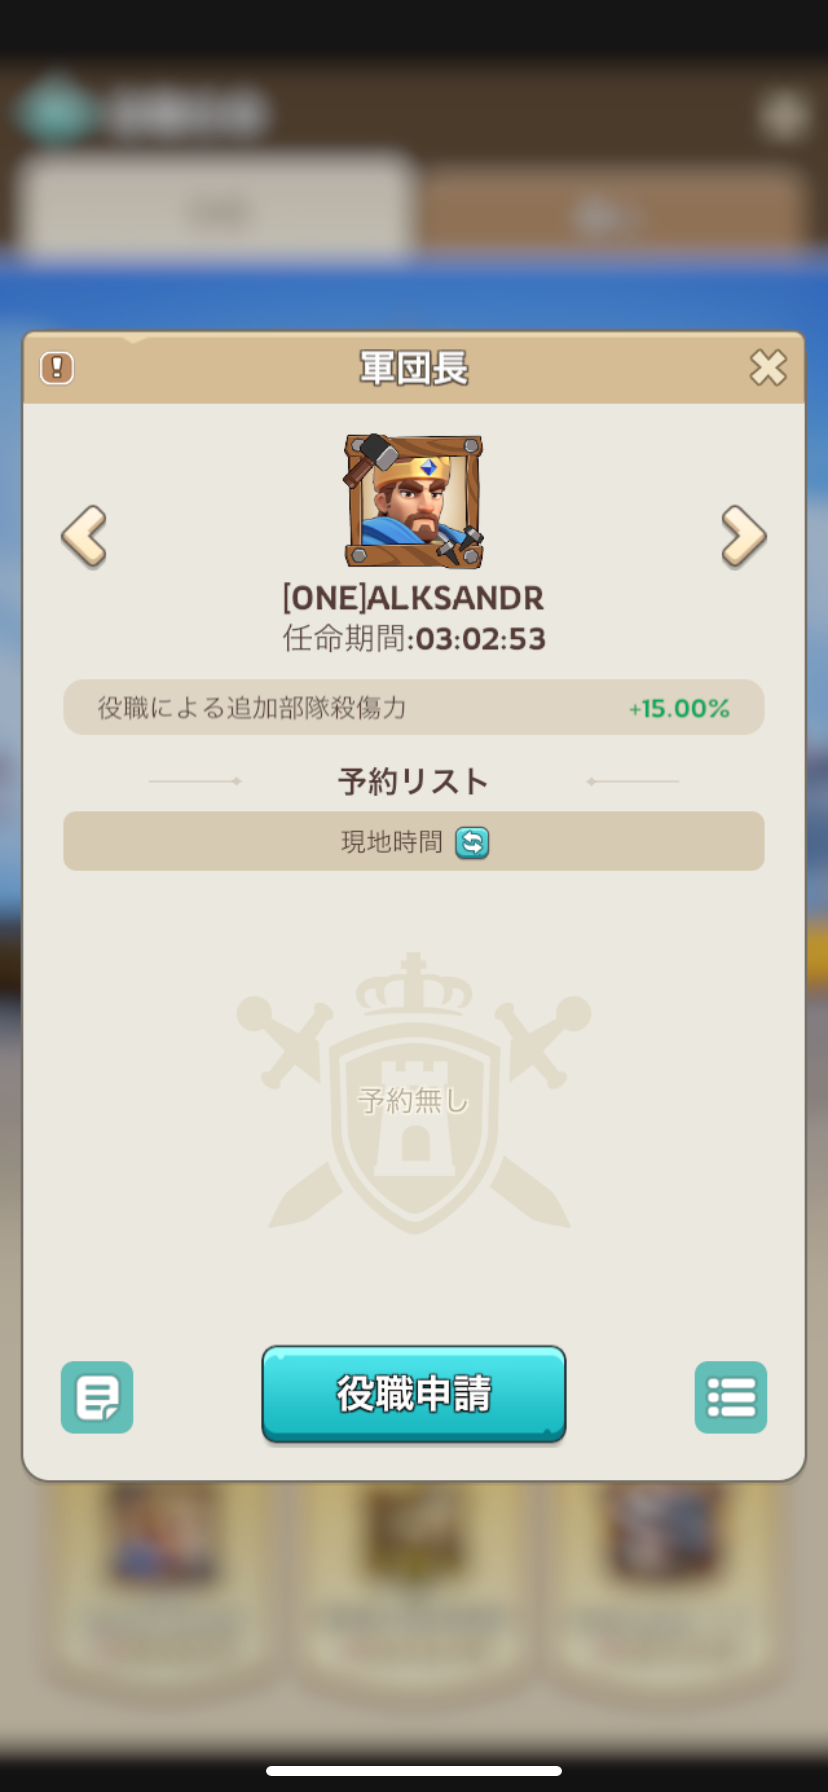 軍団長
[ONE]ALKSANDR
任命期間:03:02:53
役職による追加部隊殺傷力 +15.00%
予約リスト
現地時間
予約無し
役職申請